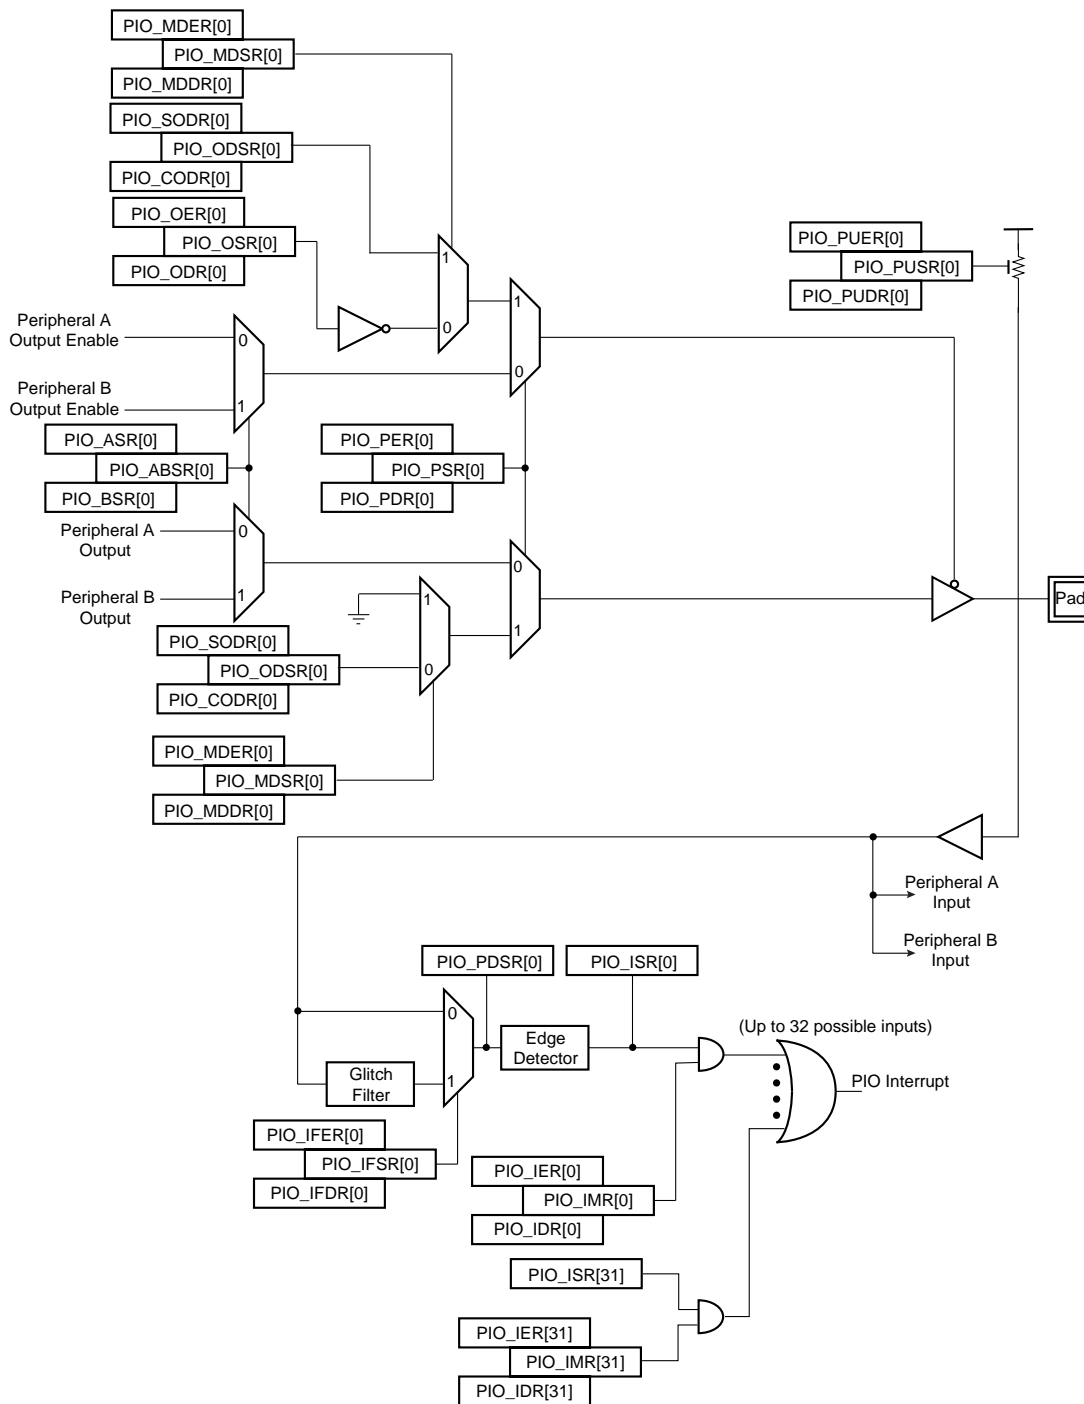 PIO_MDER[0]
PIO_MDSR[0]
PIO_MDDR[0]
PIO_SODR[0]
PIO_ODSR[0]
PIO_CODR[0]
PIO_OER[0]
PIO_OSR[0]
PIO_ODR[0]
1
0
1
0
PIO_PUER[0]
PIO_PUSR[0]
PIO_PUDR[0]
Peripheral A
Output Enable
0
Peripheral B
Output Enable
1
PIO_ASR[0]
PIO_ABSR[0]
PIO_BSR[0]
PIO_PER[0]
PIO_PSR[0]
PIO_PDR[0]
Peripheral A
Output
0
Peripheral B
Output
1
0
1
1
0
Pad
PIO_SODR[0]
PIO_ODSR[0]
PIO_CODR[0]
PIO_MDER[0]
PIO_MDSR[0]
PIO_MDDR[0]
Peripheral A
Input
Peripheral B
Input
PIO_PDSR[0]
PIO_ISR[0]
0
1
Edge
Detector
Glitch
Filter
(Up to 32 possible inputs)
PIO Interrupt
PIO_IFER[0]
PIO_IFSR[0]
PIO_IFDR[0]
PIO_IER[0]
PIO_IMR[0]
PIO_IDR[0]
PIO_ISR[31]
PIO_IER[31]
PIO_IMR[31]
PIO_IDR[31]